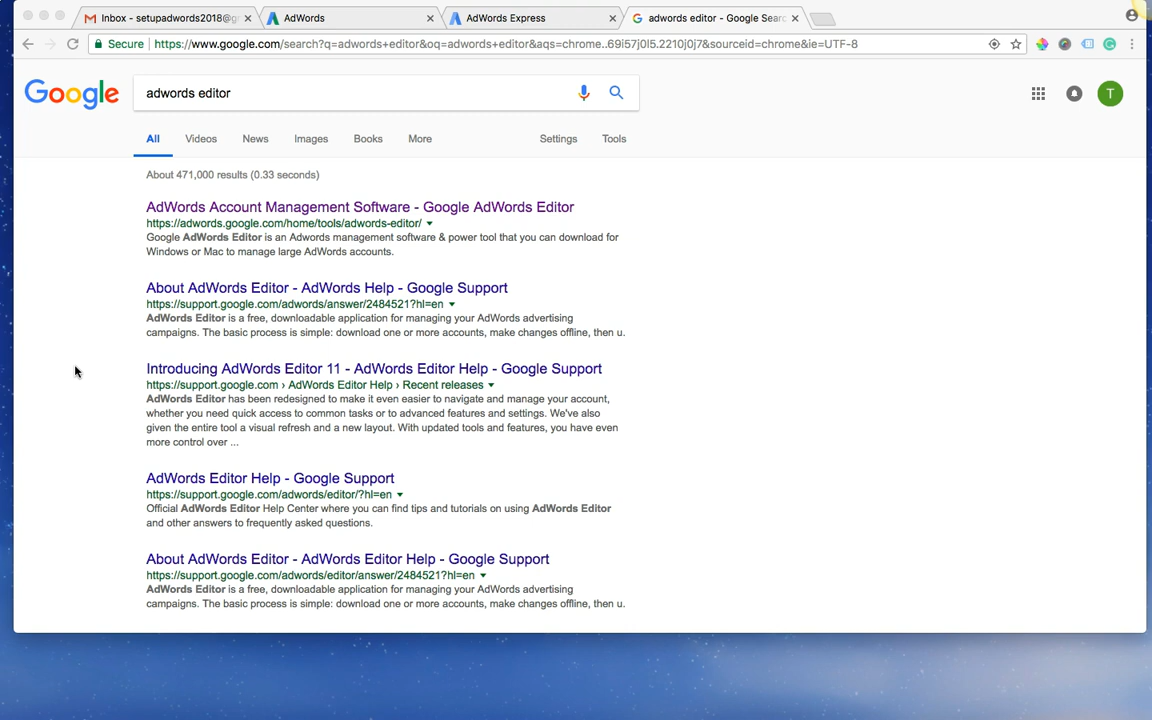 Inbox - setupadwords2018@g
AdWords
AdWords Express
adwords editor - Google Sear
Secure
https://www.google.com/search?q=adwords+editor&oq=adwords+editor&aqs=chrome..69i57j0l5.2210j0j7&sourceid=chrome&ie=UTF-8
Google
adwords editor
T
All Videos News Images Books More Settings Tools
About 471,000 results (0.33 seconds)
AdWords Account Management Software - Google AdWords Editor
https://adwords.google.com/home/tools/adwords-editor/
Google AdWords Editor is an Adwords management software & power tool that you can download for
Windows or Mac to manage large AdWords accounts.
About AdWords Editor - AdWords Help - Google Support
https://support.google.com/adwords/answer/2484521?hl=en
AdWords Editor is a free, downloadable application for managing your AdWords advertising
campaigns. The basic process is simple: download one or more accounts, make changes offline, then u.
Introducing AdWords Editor 11 - AdWords Editor Help - Google Support
https://support.google.com › AdWords Editor Help › Recent releases
AdWords Editor has been redesigned to make it even easier to navigate and manage your account,
whether you need quick access to common tasks or to advanced features and settings. We've also
given the entire tool a visual refresh and a new layout. With updated tools and features, you have even
more control over ...
AdWords Editor Help - Google Support
https://support.google.com/adwords/editor/?hl=en
Official AdWords Editor Help Center where you can find tips and tutorials on using AdWords Editor
and other answers to frequently asked questions.
About AdWords Editor - AdWords Editor Help - Google Support
https://support.google.com/adwords/editor/answer/2484521?hl=en
AdWords Editor is a free, downloadable application for managing your AdWords advertising
campaigns. The basic process is simple: download one or more accounts, make changes offline, then u.